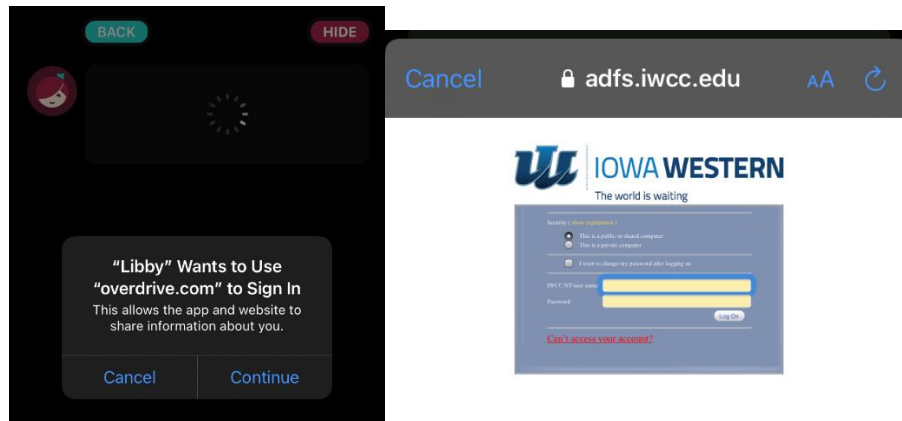 BACK
HIDE
“Libby” Wants to Use
“overdrive.com” to Sign In
This allows the app and website to
share information about you.
Cancel
Continue
Cancel
adfs.iwcc.edu
AA
IOWA WESTERN
The world is waiting
Security ( show explanation )
This is a public or shared computer
This is a private computer
I want to change my password after logging on
IWCC.NT\user name:
Password:
Log On
Can't access your account?